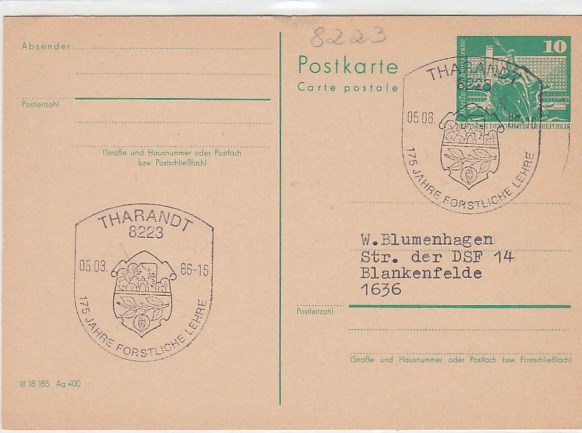 8223
Absender
Postleitzahl
(Straße und Hausnummer oder Postfach
bzw. Postschließfach)
THARANDT
8223
05.08. 86-16
175 JAHRE FORSTLICHE LEHRE
III 18 185 Ag 400
Postkarte
Carte postale
10
THARANDT
8223
05.08.
175 JAHRE FORSTLICHE LEHRE
W.Blumenhagen
Str. der DSF 14
Blankenfelde
1636
Postleitzahl
(Straße und Hausnummer oder Postfach bzw. Postschließfach)